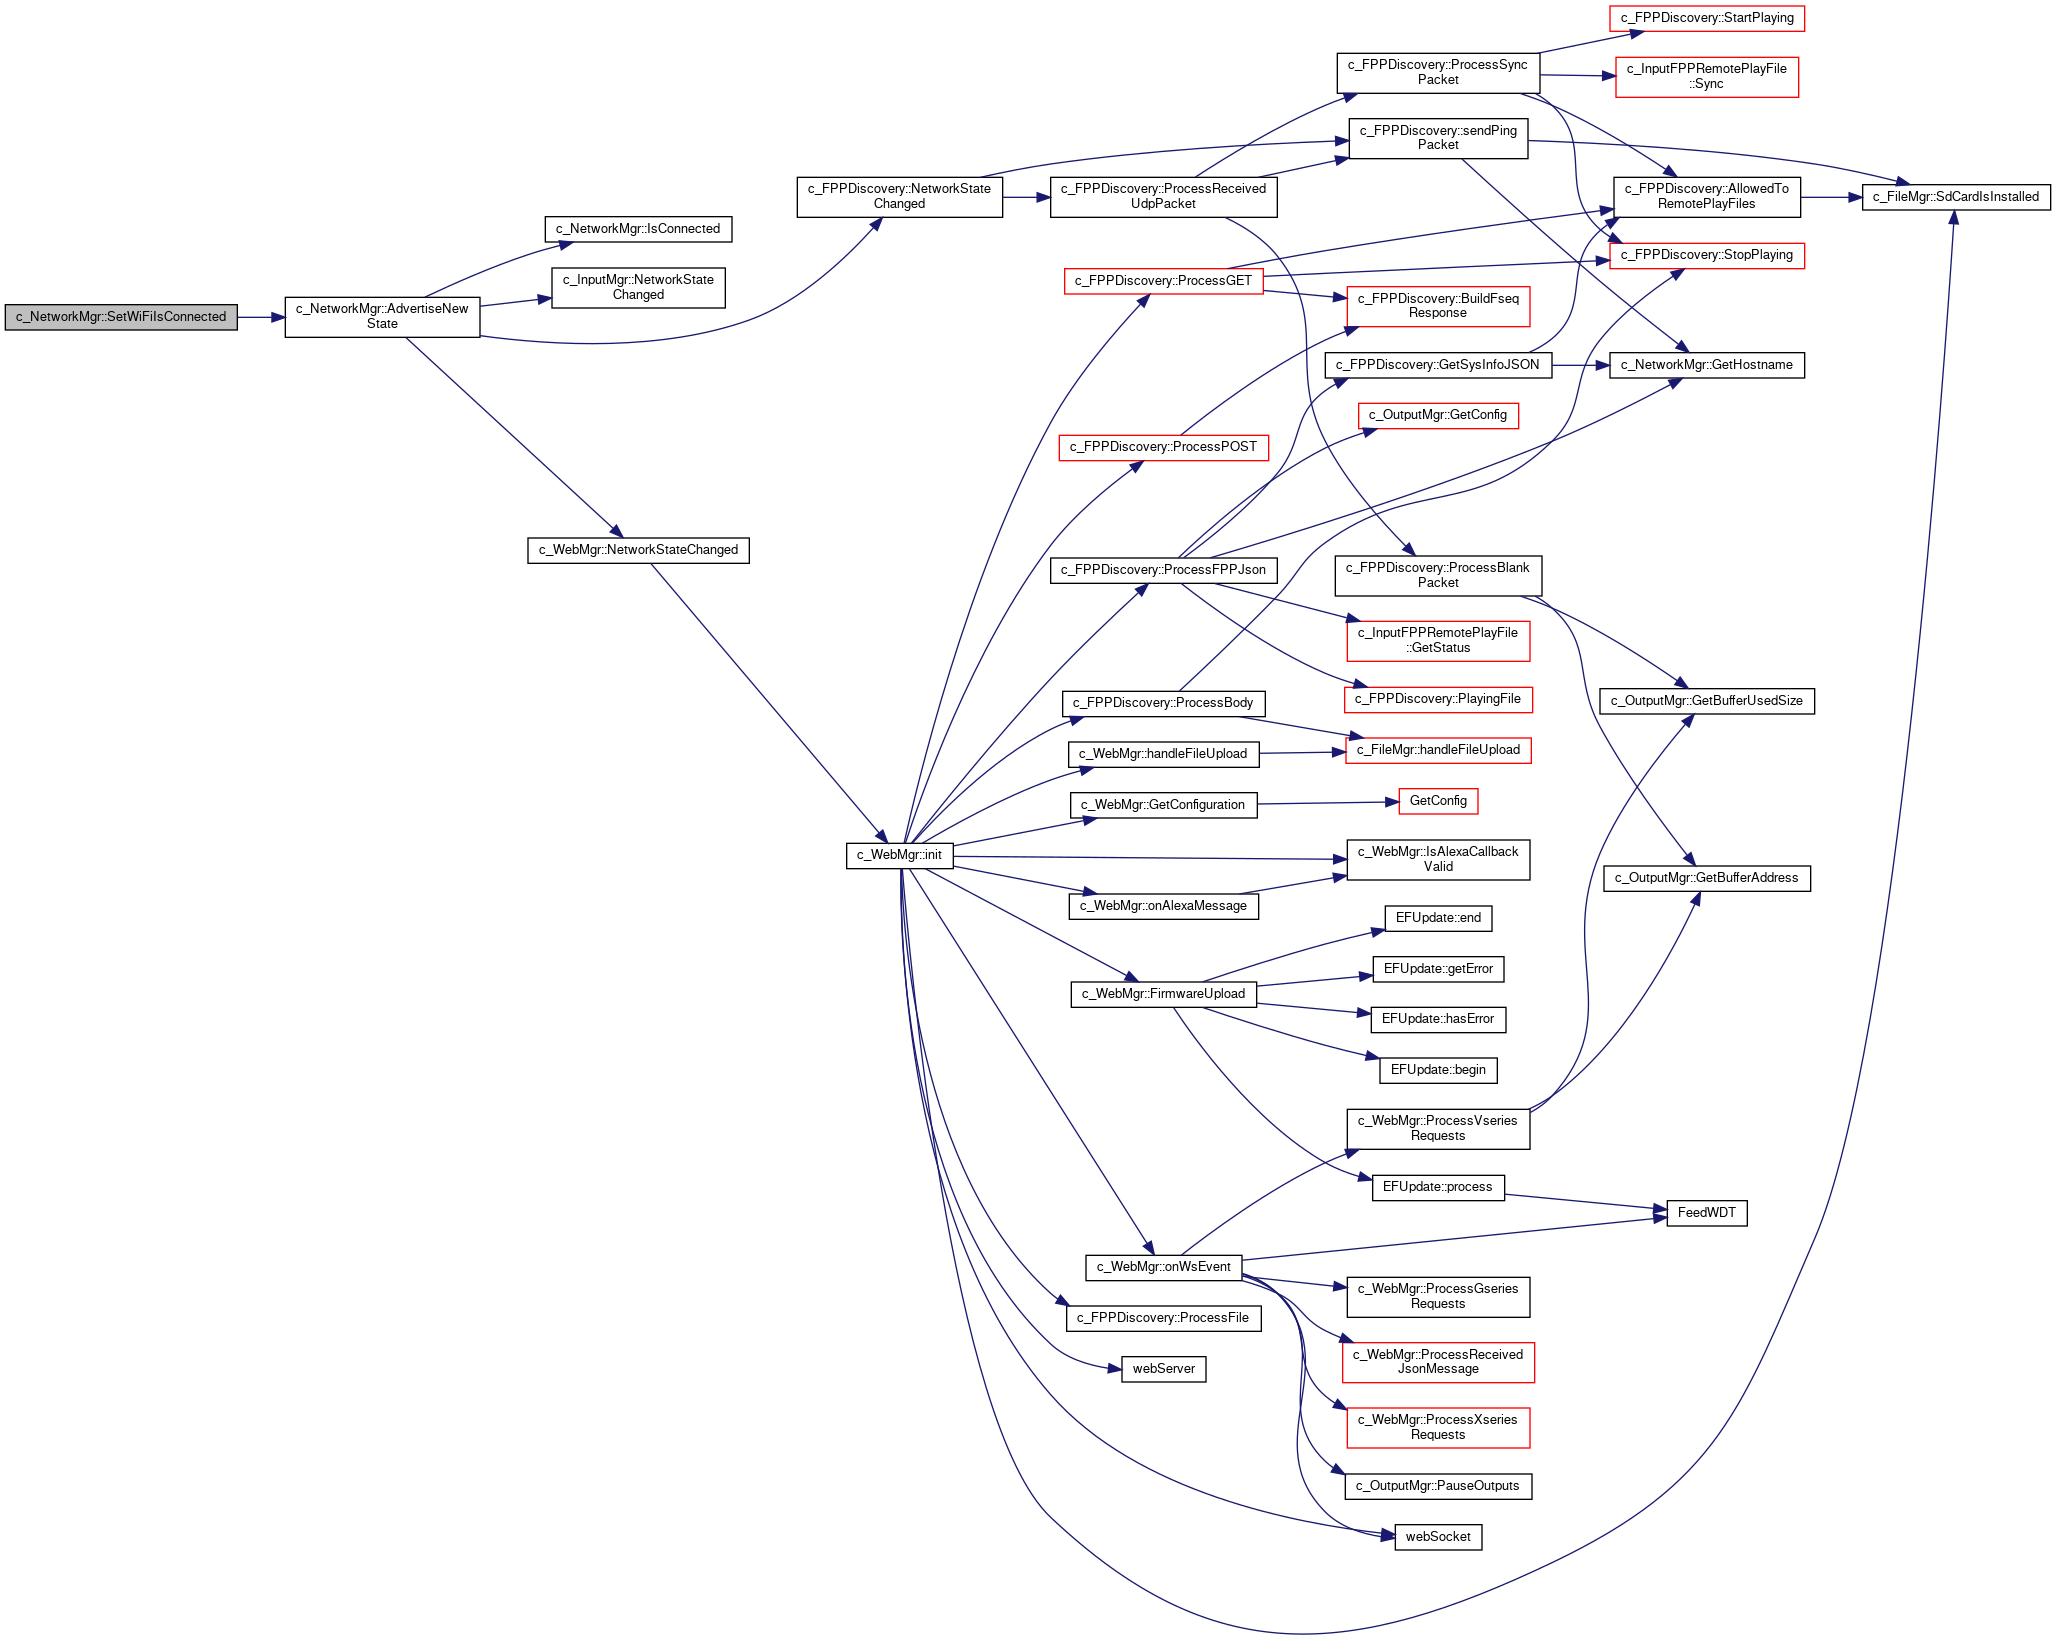 c_NetworkMgr::SetWiFiIsConnected
c_NetworkMgr::AdvertiseNew
State
c_NetworkMgr::IsConnected
c_InputMgr::NetworkState
Changed
c_FPPDiscovery::NetworkState
Changed
c_WebMgr::NetworkStateChanged
c_WebMgr::init
c_FPPDiscovery::ProcessReceived
UdpPacket
c_FPPDiscovery::ProcessGET
c_FPPDiscovery::ProcessPOST
c_FPPDiscovery::ProcessFPPJson
c_FPPDiscovery::ProcessBody
c_WebMgr::handleFileUpload
c_WebMgr::GetConfiguration
c_WebMgr::onAlexaMessage
c_WebMgr::FirmwareUpload
c_WebMgr::onWsEvent
c_FPPDiscovery::ProcessFile
webServer
c_FPPDiscovery::ProcessSync
Packet
c_FPPDiscovery::sendPing
Packet
c_FPPDiscovery::BuildFseq
Response
c_FPPDiscovery::GetSysInfoJSON
c_OutputMgr::GetConfig
c_FPPDiscovery::ProcessBlank
Packet
c_InputFPPRemotePlayFile
::GetStatus
c_FPPDiscovery::PlayingFile
c_FileMgr::handleFileUpload
GetConfig
c_WebMgr::IsAlexaCallback
Valid
EFUpdate::end
EFUpdate::getError
EFUpdate::hasError
EFUpdate::begin
c_WebMgr::ProcessVseries
Requests
EFUpdate::process
c_WebMgr::ProcessGseries
Requests
c_WebMgr::ProcessReceived
JsonMessage
c_WebMgr::ProcessXseries
Requests
c_OutputMgr::PauseOutputs
webSocket
c_FPPDiscovery::StartPlaying
c_InputFPPRemotePlayFile
::Sync
c_FPPDiscovery::AllowedTo
RemotePlayFiles
c_FPPDiscovery::StopPlaying
c_NetworkMgr::GetHostname
c_OutputMgr::GetBufferUsedSize
c_OutputMgr::GetBufferAddress
FeedWDT
c_FileMgr::SdCardIsInstalled